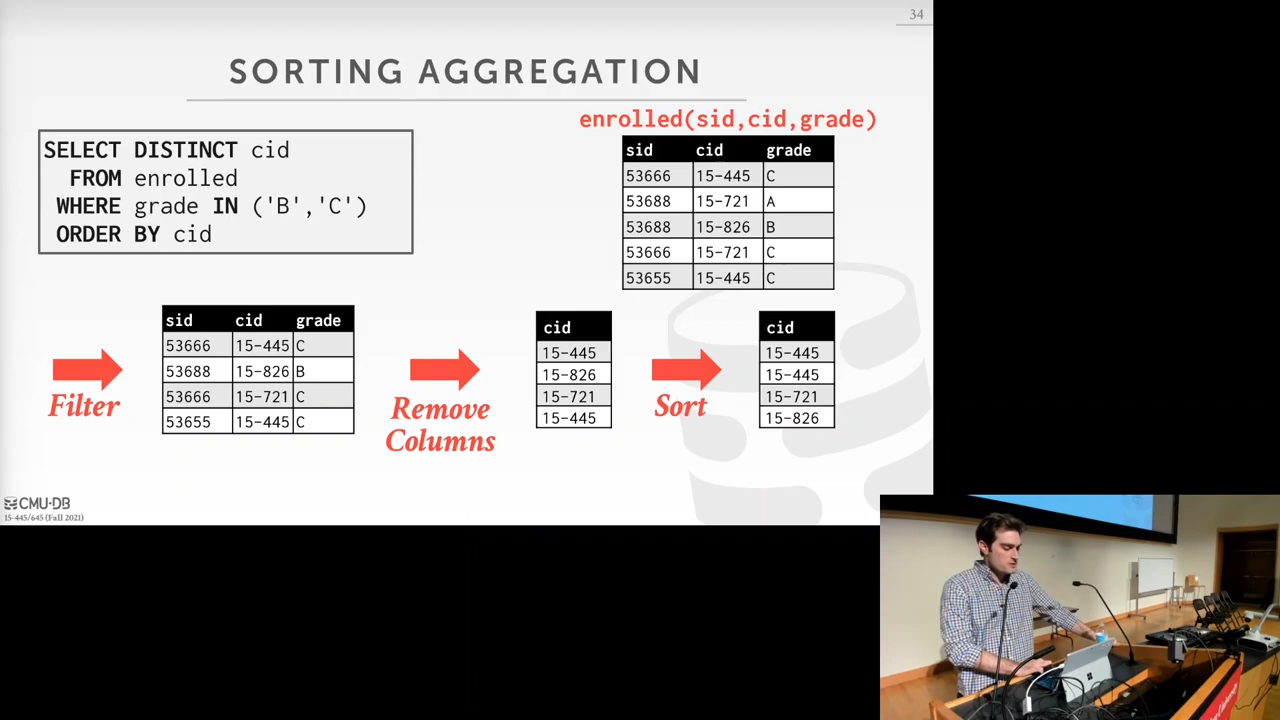 34
SORTING AGGREGATION
SELECT DISTINCT cid
FROM enrolled
WHERE grade IN ('B','C')
ORDER BY cid
enrolled(sid,cid,grade)
sid cid grade
53666 15-445 C
53688 15-721 A
53688 15-826 B
53666 15-721 C
53655 15-445 C
Filter
sid cid grade
53666 15-445 C
53688 15-826 B
53666 15-721 C
53655 15-445 C
Remove
Columns
cid
15-445
15-826
15-721
15-445
Sort
cid
15-445
15-445
15-721
15-826
CMU·DB
15-445/645 (Fall 2021)